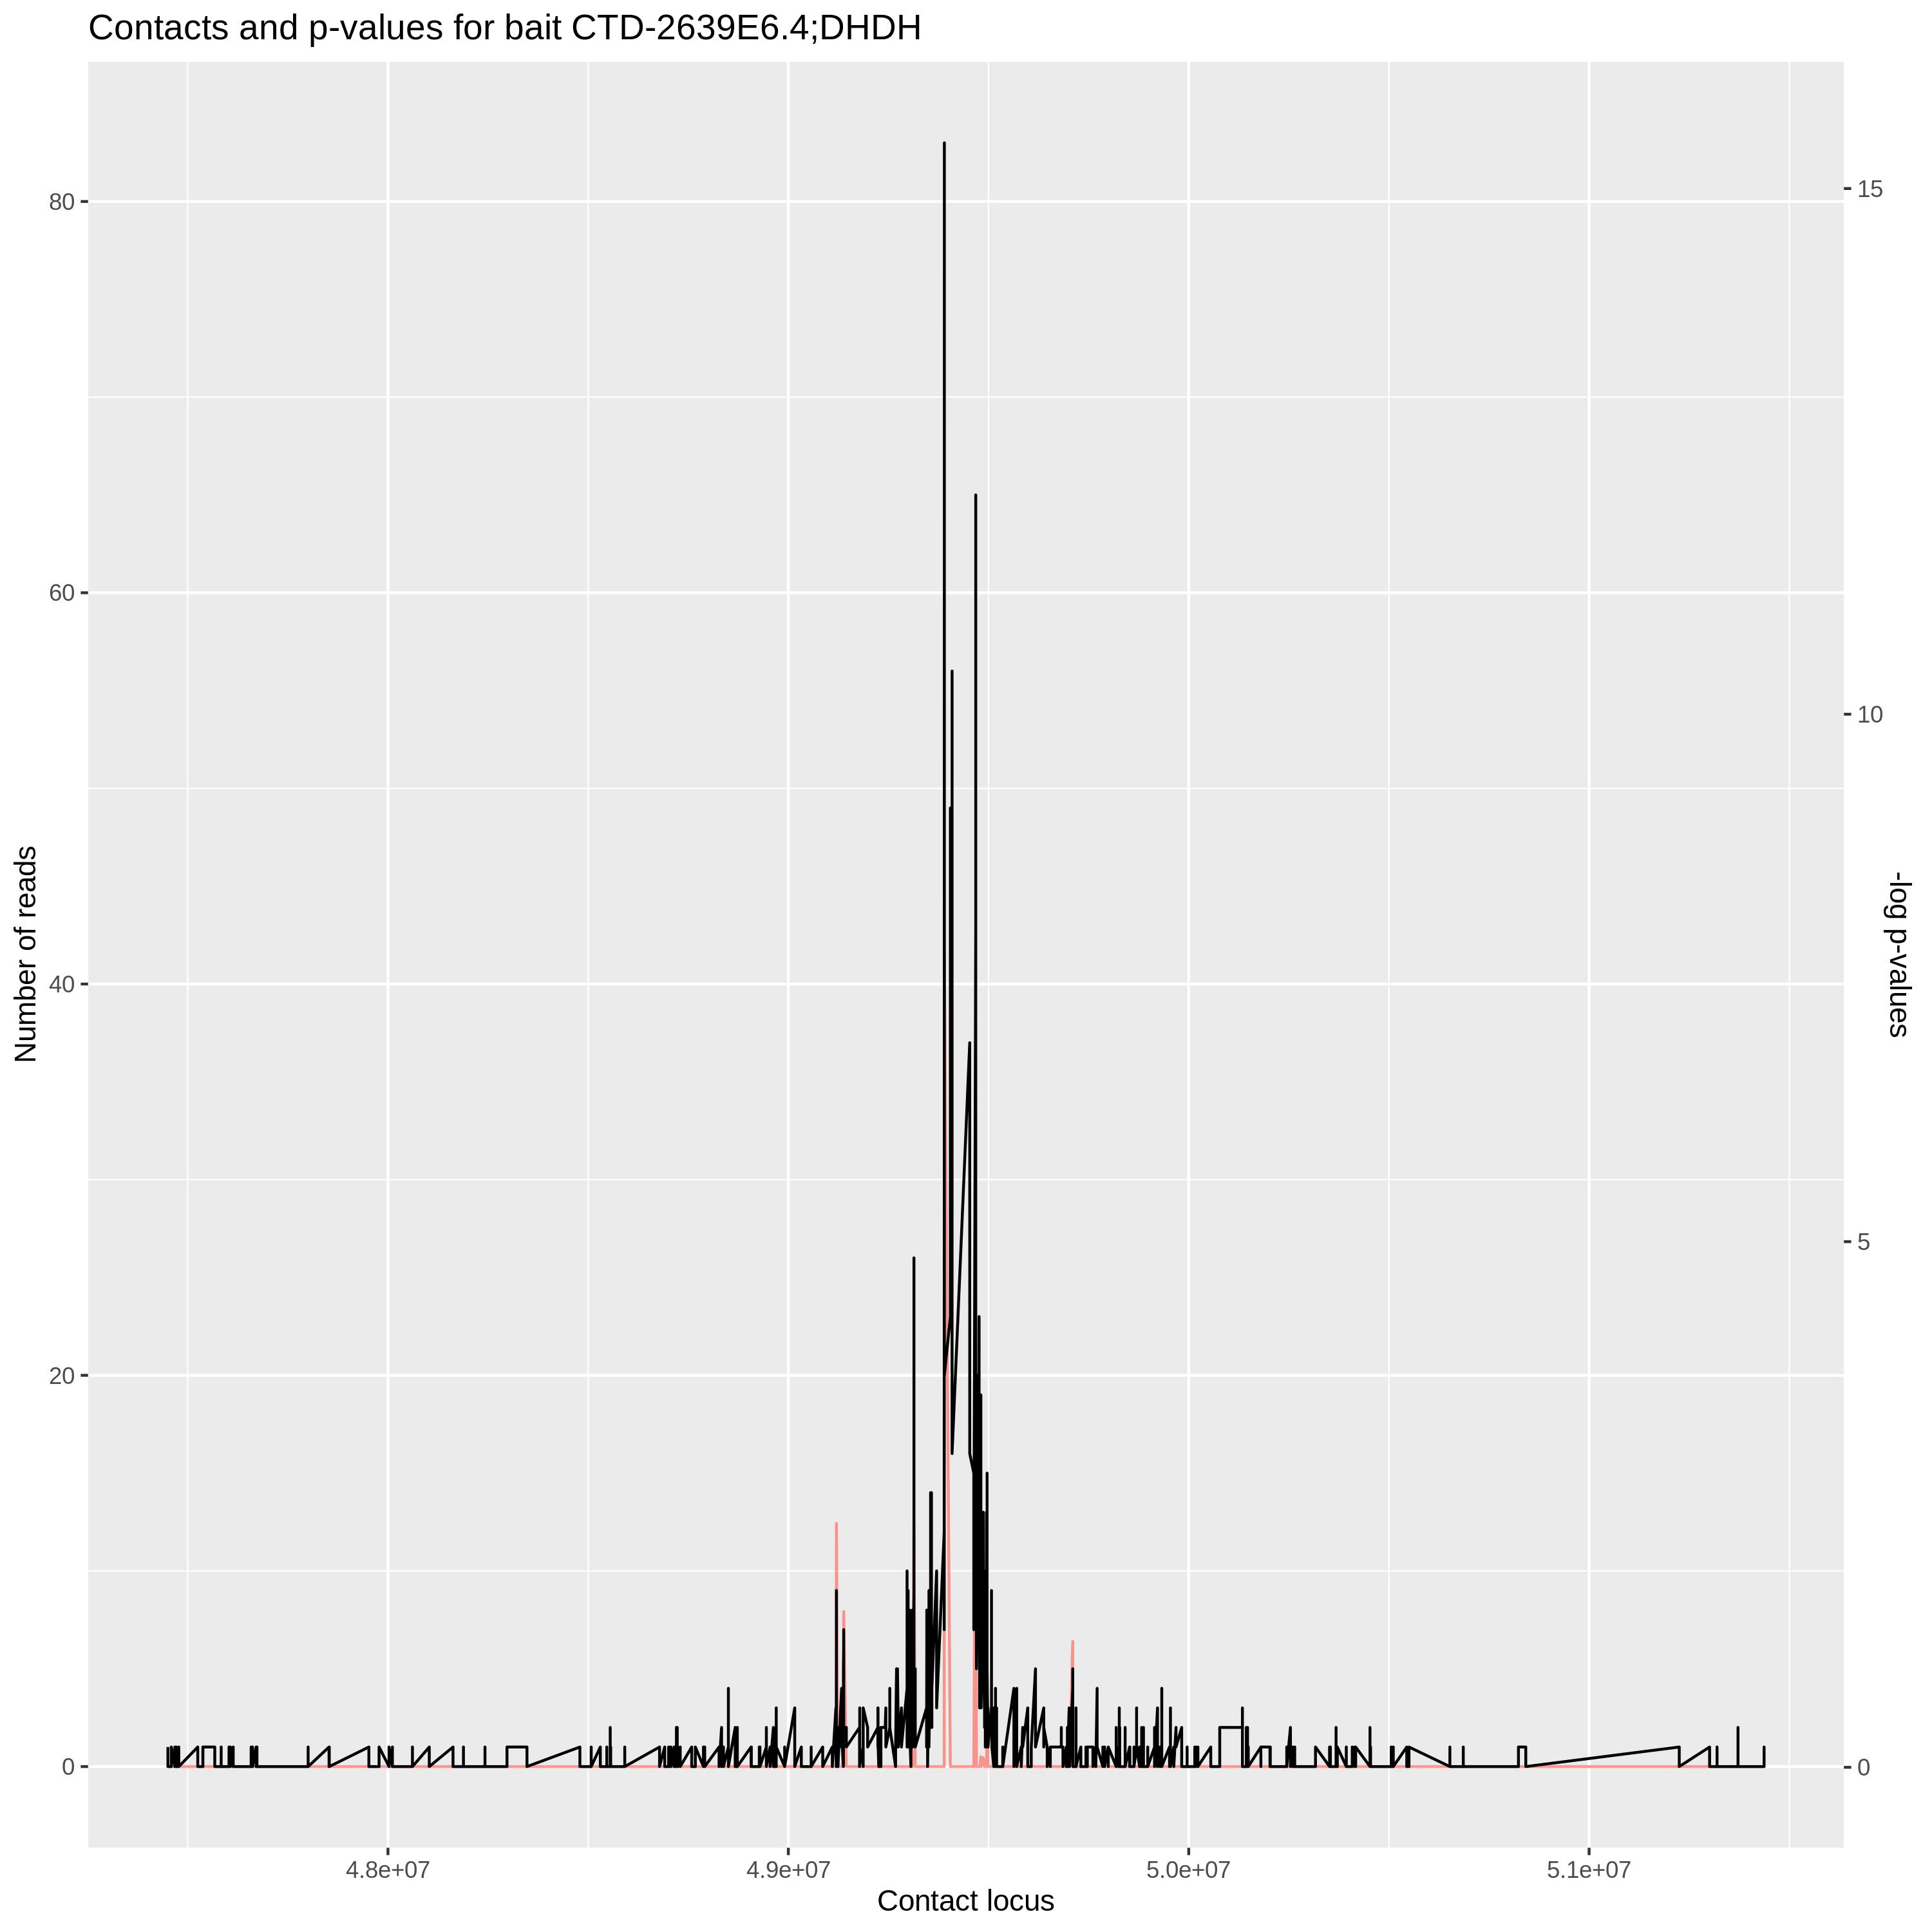 Contacts and p-values for bait CTD-2639E6.4;DHDH
80
60
40
20
0
Number of reads
15
10
5
0
-log p-values
4.8e+07
4.9e+07
5.0e+07
5.1e+07
Contact locus